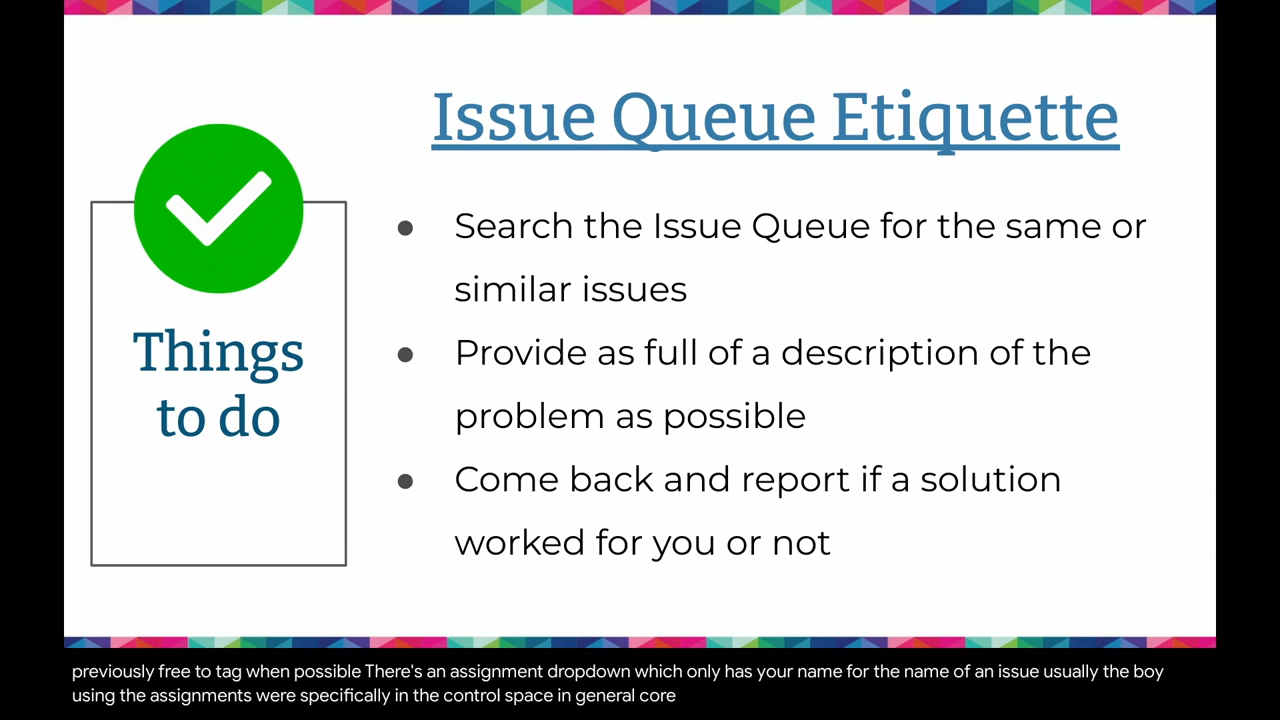 Issue Queue Etiquette
Things
to do
● Search the Issue Queue for the same or
similar issues
● Provide as full of a description of the
problem as possible
● Come back and report if a solution
worked for you or not
previously free to tag when possible There's an assignment dropdown which only has your name for the name of an issue usually the boy
using the assignments were specifically in the control space in general core